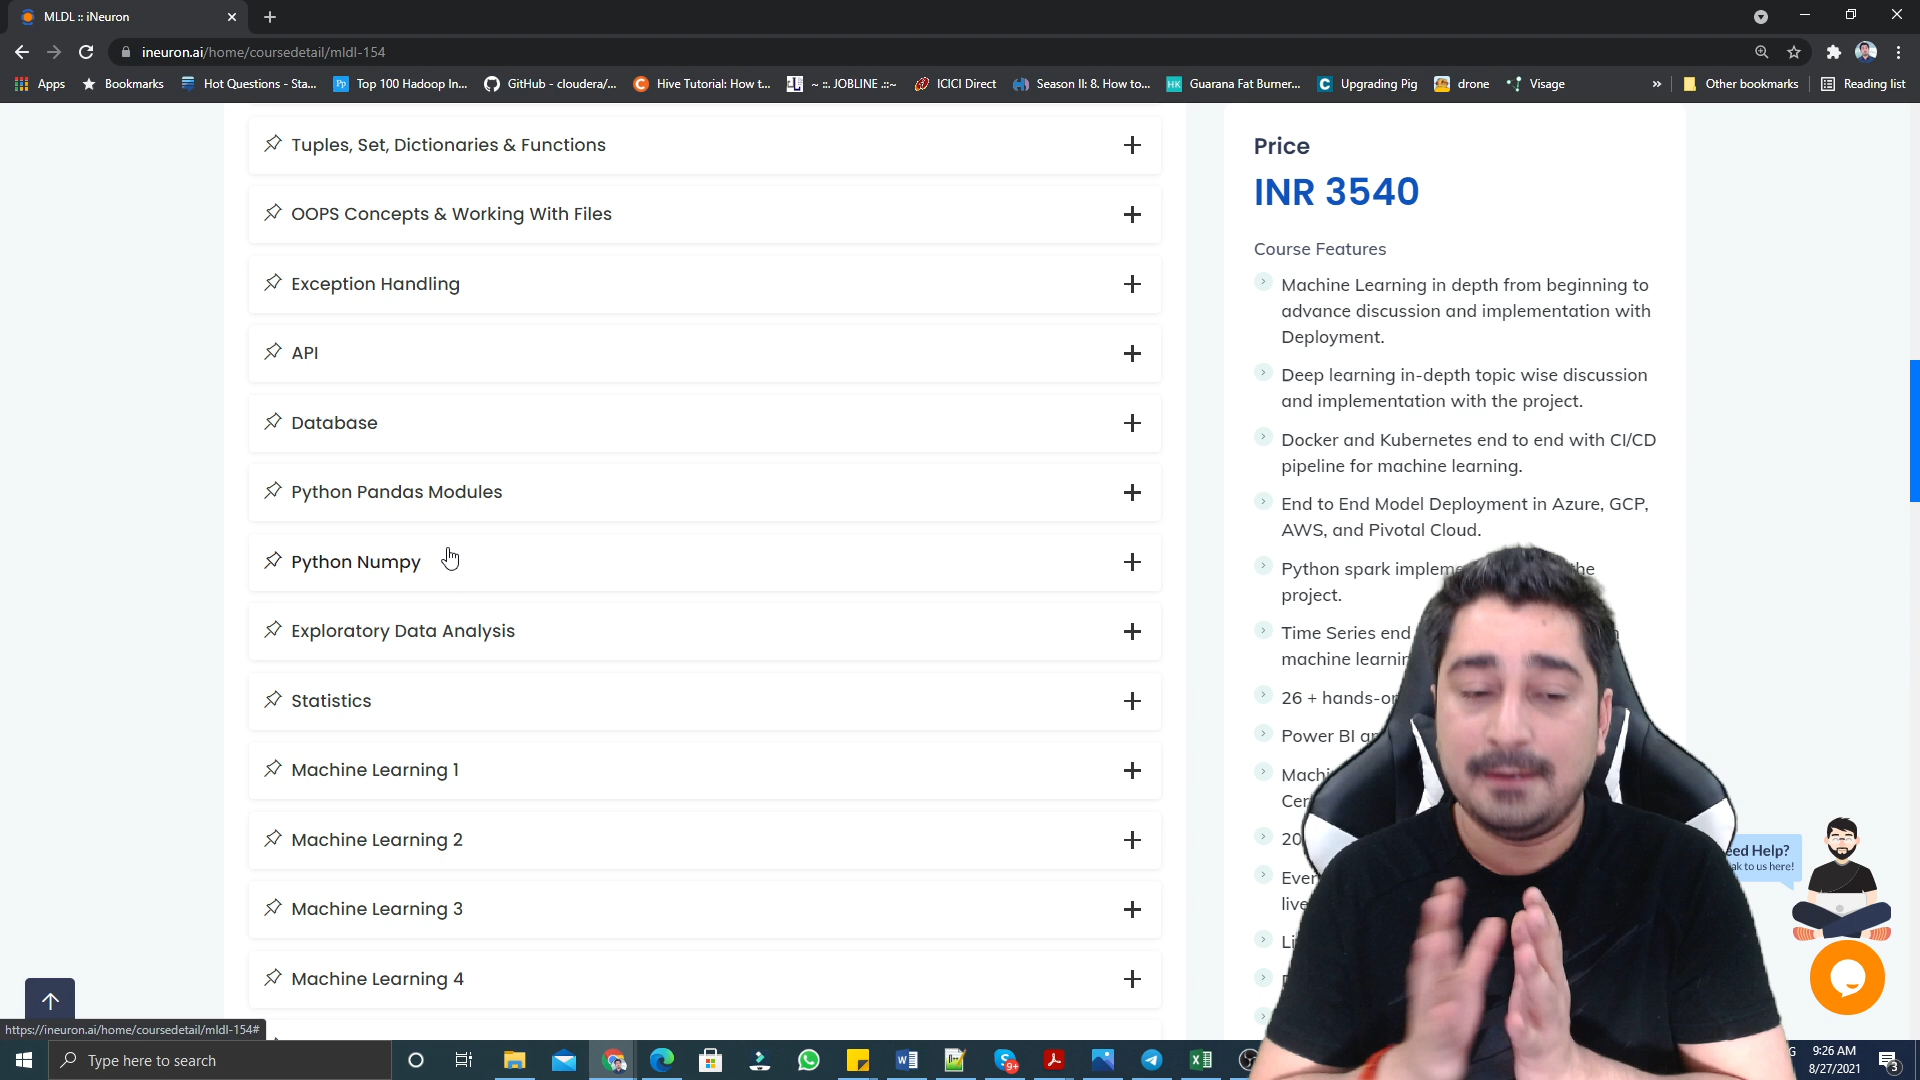 MLDL :: iNeuron
ineuron.ai/home/coursedetail/mldl-154
Apps
Bookmarks
Hot Questions - Sta...
Top 100 Hadoop In...
GitHub - cloudera/...
Hive Tutorial: How t...
~ ::. JOBLINE .::~
ICICI Direct
Season II: 8. How to...
Guarana Fat Burner...
Upgrading Pig
drone
Visage
»
Other bookmarks
Reading list
Tuples, Set, Dictionaries & Functions
OOPS Concepts & Working With Files
Exception Handling
API
Database
Python Pandas Modules
Python Numpy
Exploratory Data Analysis
Statistics
Machine Learning 1
Machine Learning 2
Machine Learning 3
Machine Learning 4
Price
INR 3540
Course Features
Machine Learning in depth from beginning to
advance discussion and implementation with
Deployment.
Deep learning in-depth topic wise discussion
and implementation with the project.
Docker and Kubernetes end to end with CI/CD
pipeline for machine learning.
End to End Model Deployment in Azure, GCP,
AWS, and Pivotal Cloud.
Python spark
project.
Time Series end
machine
26 + 
Power BI
20
Help?
to us here!
https://ineuron.ai/home/coursedetail/mldl-154#
Type here to search
9+
9:26 AM
8/27/2021
3